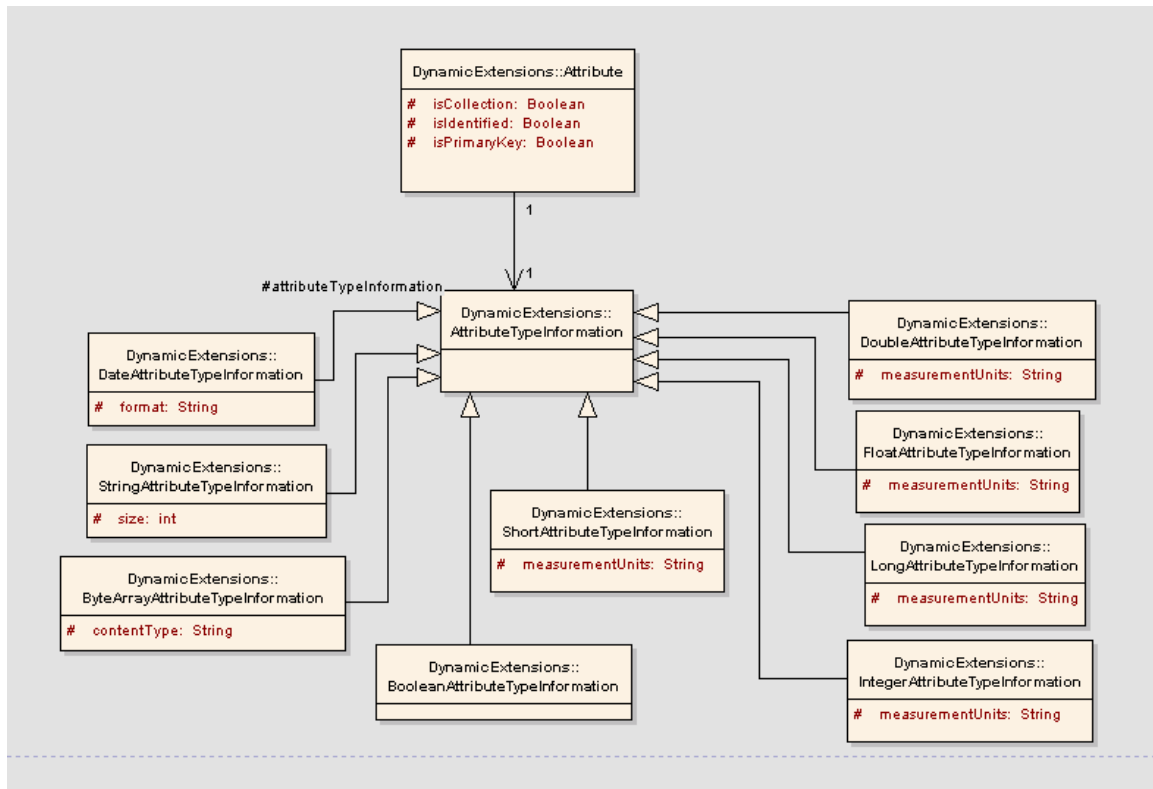 DynamicExtensions::Attribute
# isCollection: Boolean
# isIdentified: Boolean
# isPrimaryKey: Boolean
1
1
#attributeTypeInformation
DynamicExtensions::
AttributeTypeInformation
DynamicExtensions::
DateAttributeTypeInformation
# format: String
DynamicExtensions::
StringAttributeTypeInformation
# size: int
DynamicExtensions::
ByteArrayAttributeTypeInformation
# contentType: String
DynamicExtensions::
BooleanAttributeTypeInformation
DynamicExtensions::
ShortAttributeTypeInformation
# measurementUnits: String
DynamicExtensions::
DoubleAttributeTypeInformation
# measurementUnits: String
DynamicExtensions::
FloatAttributeTypeInformation
# measurementUnits: String
DynamicExtensions::
LongAttributeTypeInformation
# measurementUnits: String
DynamicExtensions::
IntegerAttributeTypeInformation
# measurementUnits: String